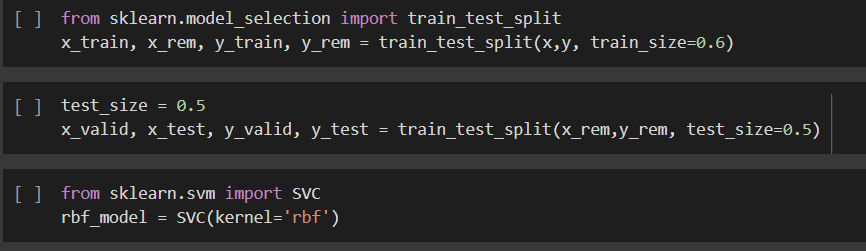 [ ] from sklearn.model_selection import train_test_split
x_train, x_rem, y_train, y_rem = train_test_split(x,y, train_size=0.6)
[ ] test_size = 0.5
x_valid, x_test, y_valid, y_test = train_test_split(x_rem,y_rem, test_size=0.5)
[ ] from sklearn.svm import SVC
rbf_model = SVC(kernel='rbf')